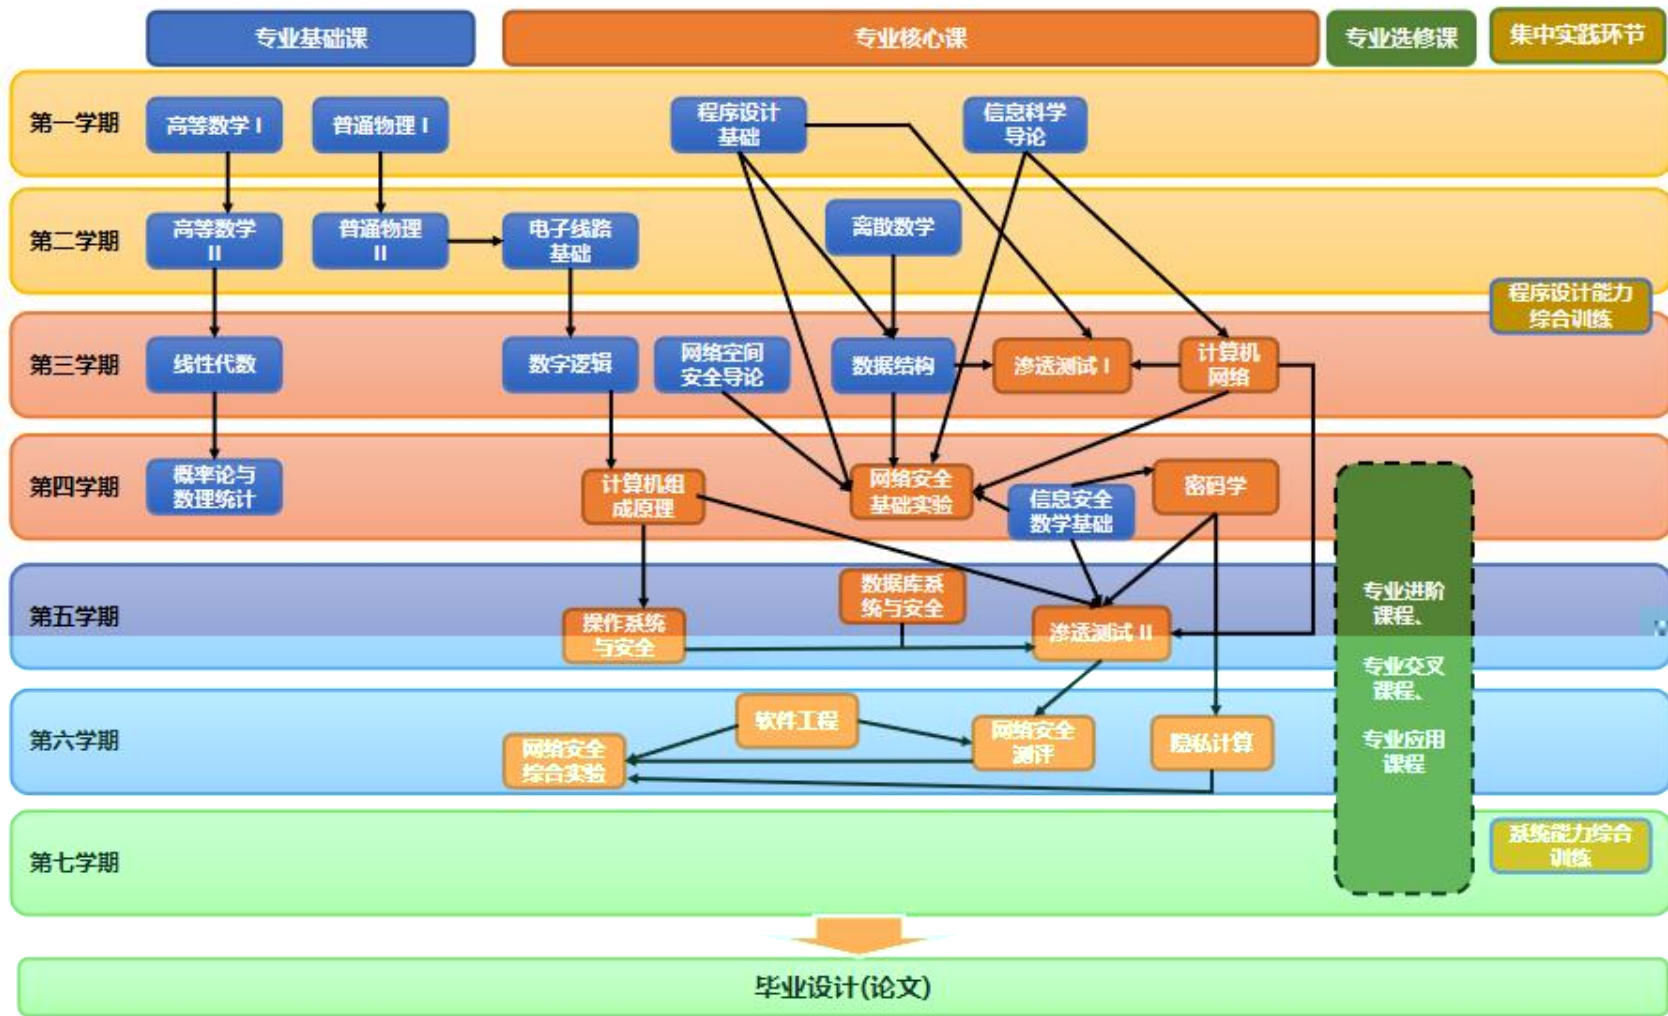 专业基础课
专业核心课
专业选修课
集中实践环节
第一学期
高等数学 I
普通物理 I
程序设计
基础
信息科学
导论
第二学期
高等数学
II
普通物理
II
电子线路
基础
离散数学
程序设计能力
综合训练
第三学期
线性代数
数字逻辑
网络空间
安全导论
数据结构
渗透测试 I
计算机
网络
第四学期
概率论与
数理统计
计算机组
成原理
网络安全
基础实验
信息安全
数学基础
密码学
第五学期
操作系统
与安全
数据库系
统与安全
渗透测试 II
专业进阶
课程、
专业交叉
课程、
专业应用
课程
第六学期
网络安全
综合实验
软件工程
网络安全
测评
隐私计算
第七学期
系统能力综合
训练
毕业设计(论文)